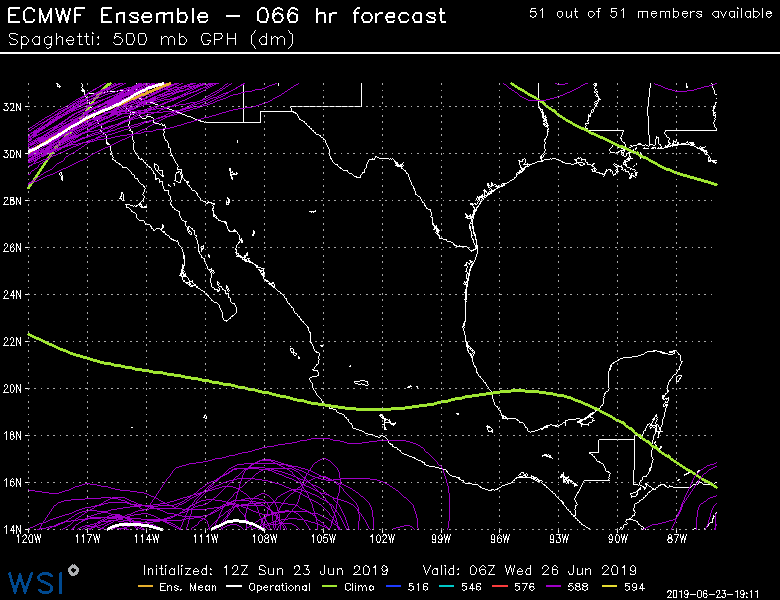 ECMWF Ensemble – 066 hr forecast
51 out of 51 members available
Spaghetti: 500 mb GPH (dm)
32N
30N
28N
26N
24N
22N
20N
18N
16N
14N
120W 117W 114W 111W 108W 105W 102W 99W 96W 93W 90W 87W
Initialized: 12Z Sun 23 Jun 2019 Valid: 06Z Wed 26 Jun 2019
WSI
Ens. Mean Operational Climo 516 546 576 588 594
2019-06-23-19:11